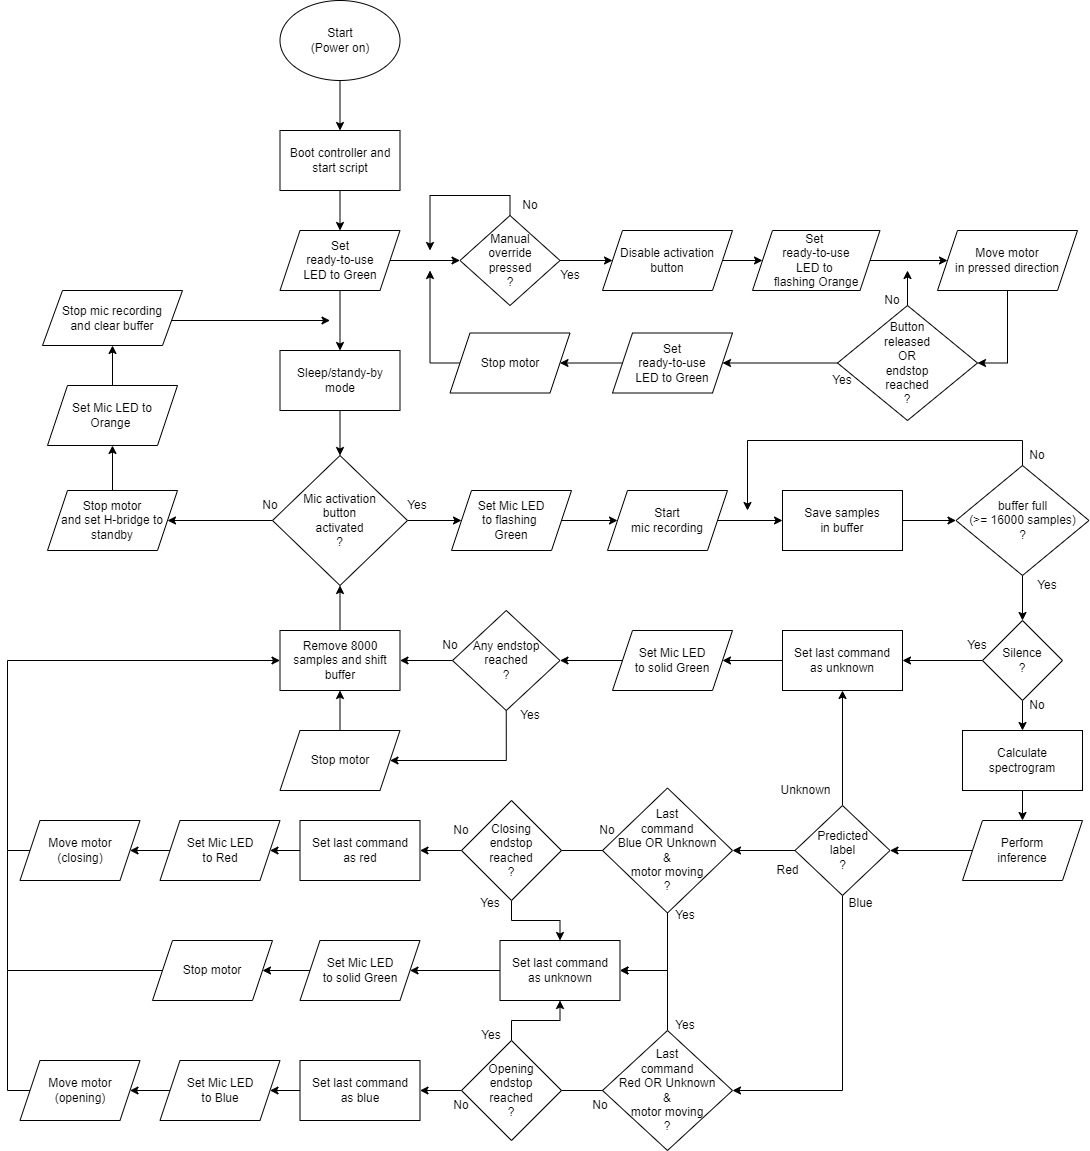 Start
(Power on)
Boot controller and
start script
Set
ready-to-use
LED to Green
No
Manual
override
pressed
?
Yes
Disable activation
button
Set
ready-to-use
LED to
flashing Orange
Move motor
in pressed direction
No
Button
released
OR
endstop
reached
?
Yes
Set
ready-to-use
LED to Green
Stop motor
Stop mic recording
and clear buffer
Sleep/standy-by
mode
Set Mic LED to
Orange
Stop motor
and set H-bridge to
standby
No
Mic activation
button
activated
?
Yes
Set Mic LED
to flashing
Green
Start
mic recording
Save samples
in buffer
No
buffer full
(>= 16000 samples)
?
Yes
Remove 8000
samples and shift
buffer
No
Any endstop
reached
?
Yes
Set Mic LED
to solid Green
Set last command
as unknown
Yes
Silence
?
No
Stop motor
Calculate
spectrogram
Unknown
Move motor
(closing)
Set Mic LED
to Red
Set last command
as red
No
Closing
endstop
reached
?
Yes
No
Last
command
Blue OR Unknown
&
motor moving
?
Yes
Red
Predicted
label
?
Blue
Perform
inference
Stop motor
Set Mic LED
to solid Green
Set last command
as unknown
Yes
Yes
Move motor
(opening)
Set Mic LED
to Blue
Set last command
as blue
No
Opening
endstop
reached
?
No
Last
command
Red OR Unknown
&
motor moving
?